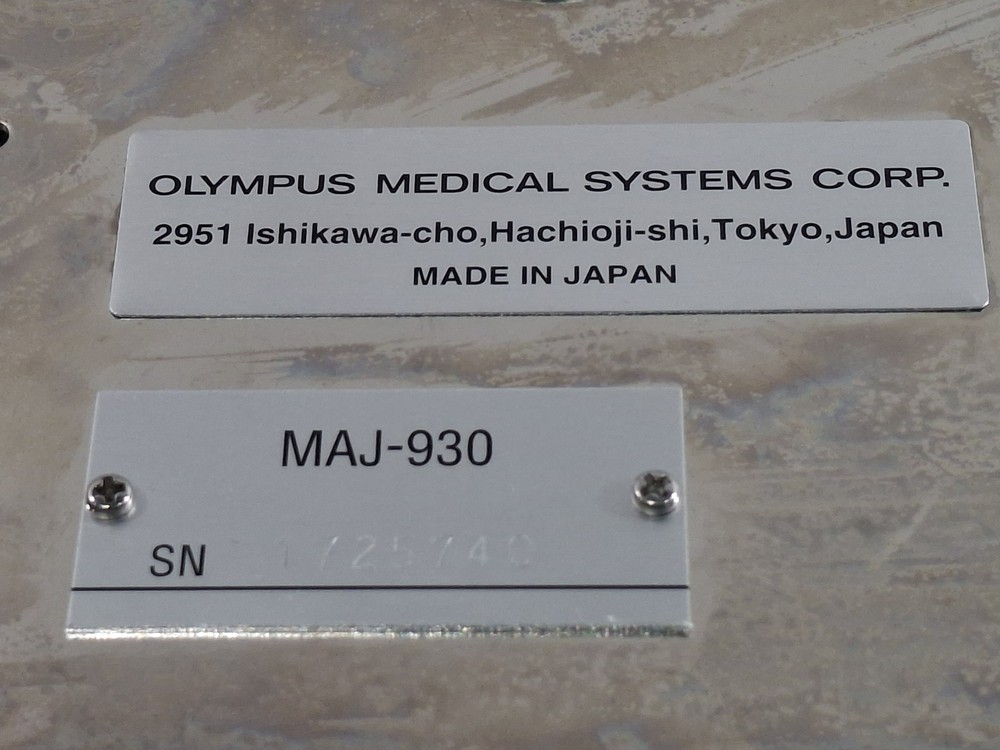 OLYMPUS MEDICAL SYSTEMS CORP.
2951 Ishikawa-cho,Hachioji-shi,Tokyo,Japan
MADE IN JAPAN
MAJ-930
SN